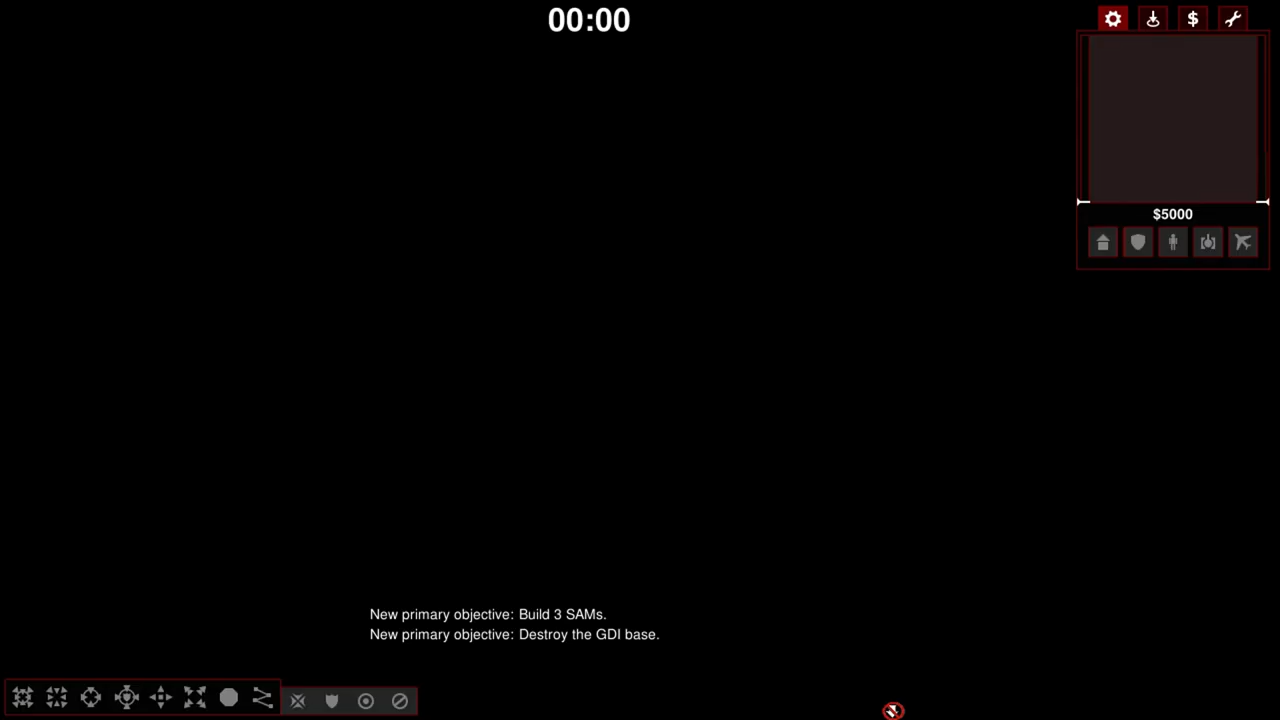 00:00
$
$5000
New primary objective: Build 3 SAMs.
New primary objective: Destroy the GDI base.